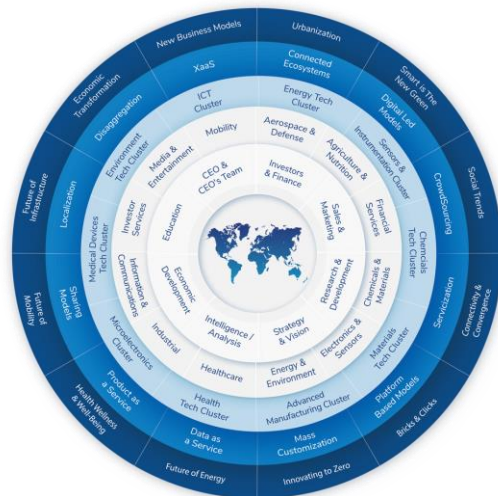 New Business Models
Urbanization
Smart is The
New Green
Social Trends
Connectivity &
Convergence
Bricks & Clicks
Innovating to Zero
Future of Energy
Health Wellness
& Well-Being
Future of
Mobility
Future of
Infrastructure
Economic
Transformation
XaaS
Connected
Ecosystems
Digital Led
Models
CrowdSourcing
Servicization
Platform
Based Models
Mass
Customization
Data as
a Service
Product as
a Service
Sharing
Models
Localization
Disaggregation
ICT
Cluster
Energy Tech
Cluster
Sensors &
Instrumentation Cluster
Chemcials
Tech Cluster
Materials
Tech Cluster
Advanced
Manufacturing Cluster
Health
Tech Cluster
Microelectronics
Cluster
Medical Devices
Tech Cluster
Environment
Tech Cluster
Mobility
Aerospace &
Defense
Agriculture &
Nutrition
Financial
Services
Chemicals &
Materials
Electronics &
Sensors
Energy &
Environment
Healthcare
Industrial
Information &
Communications
Investor
Services
Media &
Entertainment
CEO &
CEO's Team
Investors
& Finance
Sales &
Marketing
Research &
Development
Strategy
& Vision
Intelligence /
Analysis
Economic
Development
Education